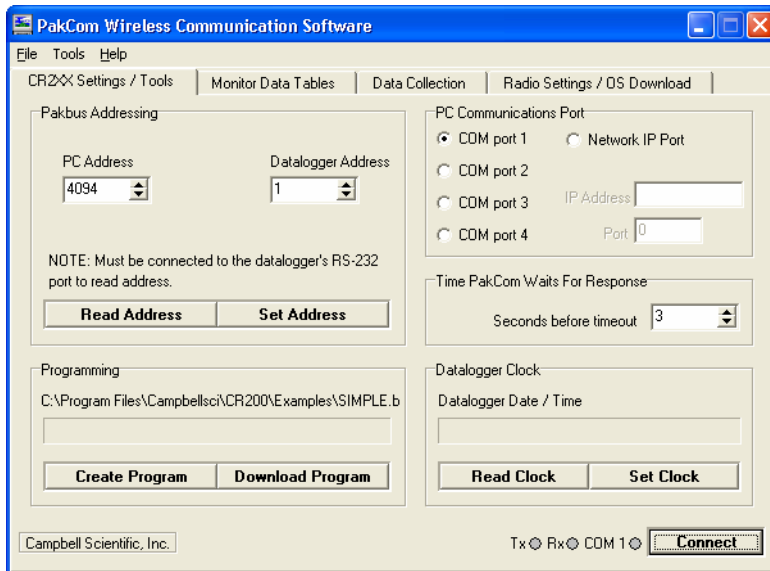 PakCom Wireless Communication Software
File Tools Help
CR2XX Settings / Tools
Monitor Data Tables
Data Collection
Radio Settings / OS Download
Pakbus Addressing
PC Address
4094
Datalogger Address
1
NOTE: Must be connected to the datalogger's RS-232
port to read address.
Read Address
Set Address
PC Communications Port
COM port 1
Network IP Port
COM port 2
COM port 3
IP Address
COM port 4
Port
0
Time PakCom Waits For Response
Seconds before timeout
3
Programming
C:\Program Files\Campbellsci\CR200\Examples\SIMPLE.b
Create Program
Download Program
Datalogger Clock
Datalogger Date / Time
Read Clock
Set Clock
Campbell Scientific, Inc.
Tx Rx COM 1
Connect